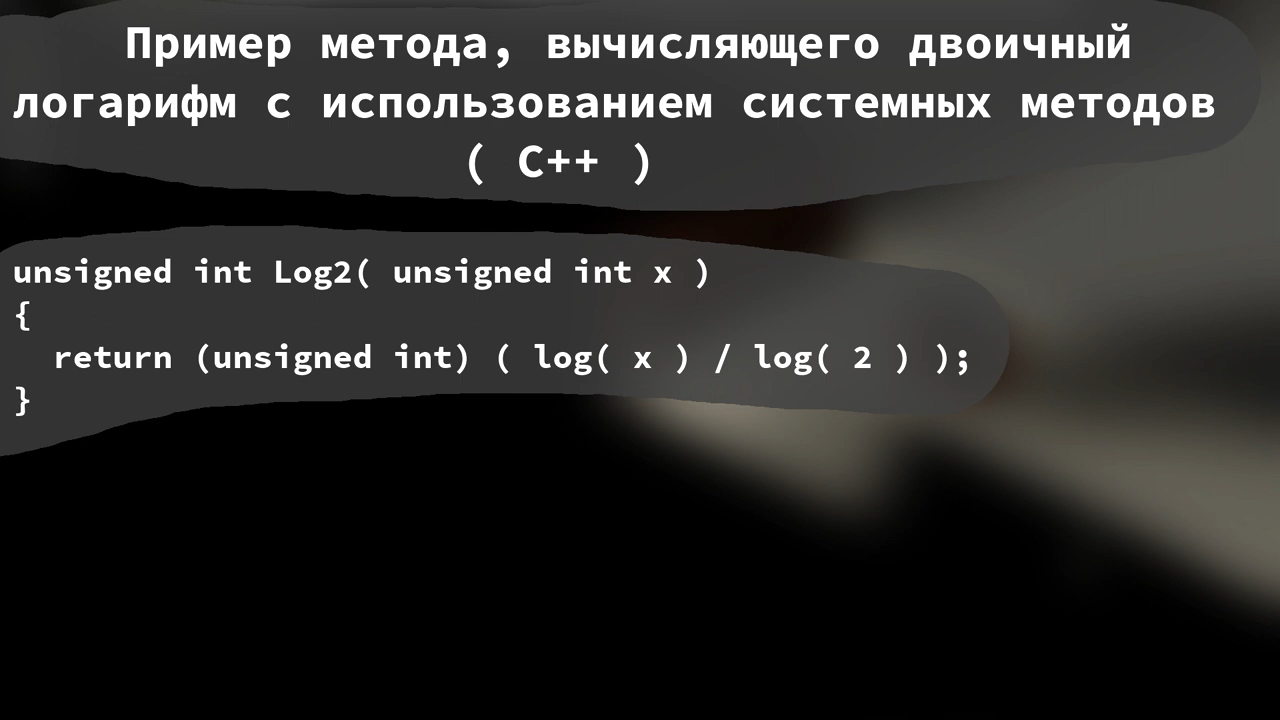 Пример метода, вычисляющего двоичный
логарифм с использованием системных методов
( C++ )
unsigned int Log2( unsigned int x )
{
  return (unsigned int) ( log( x ) / log( 2 ) );
}